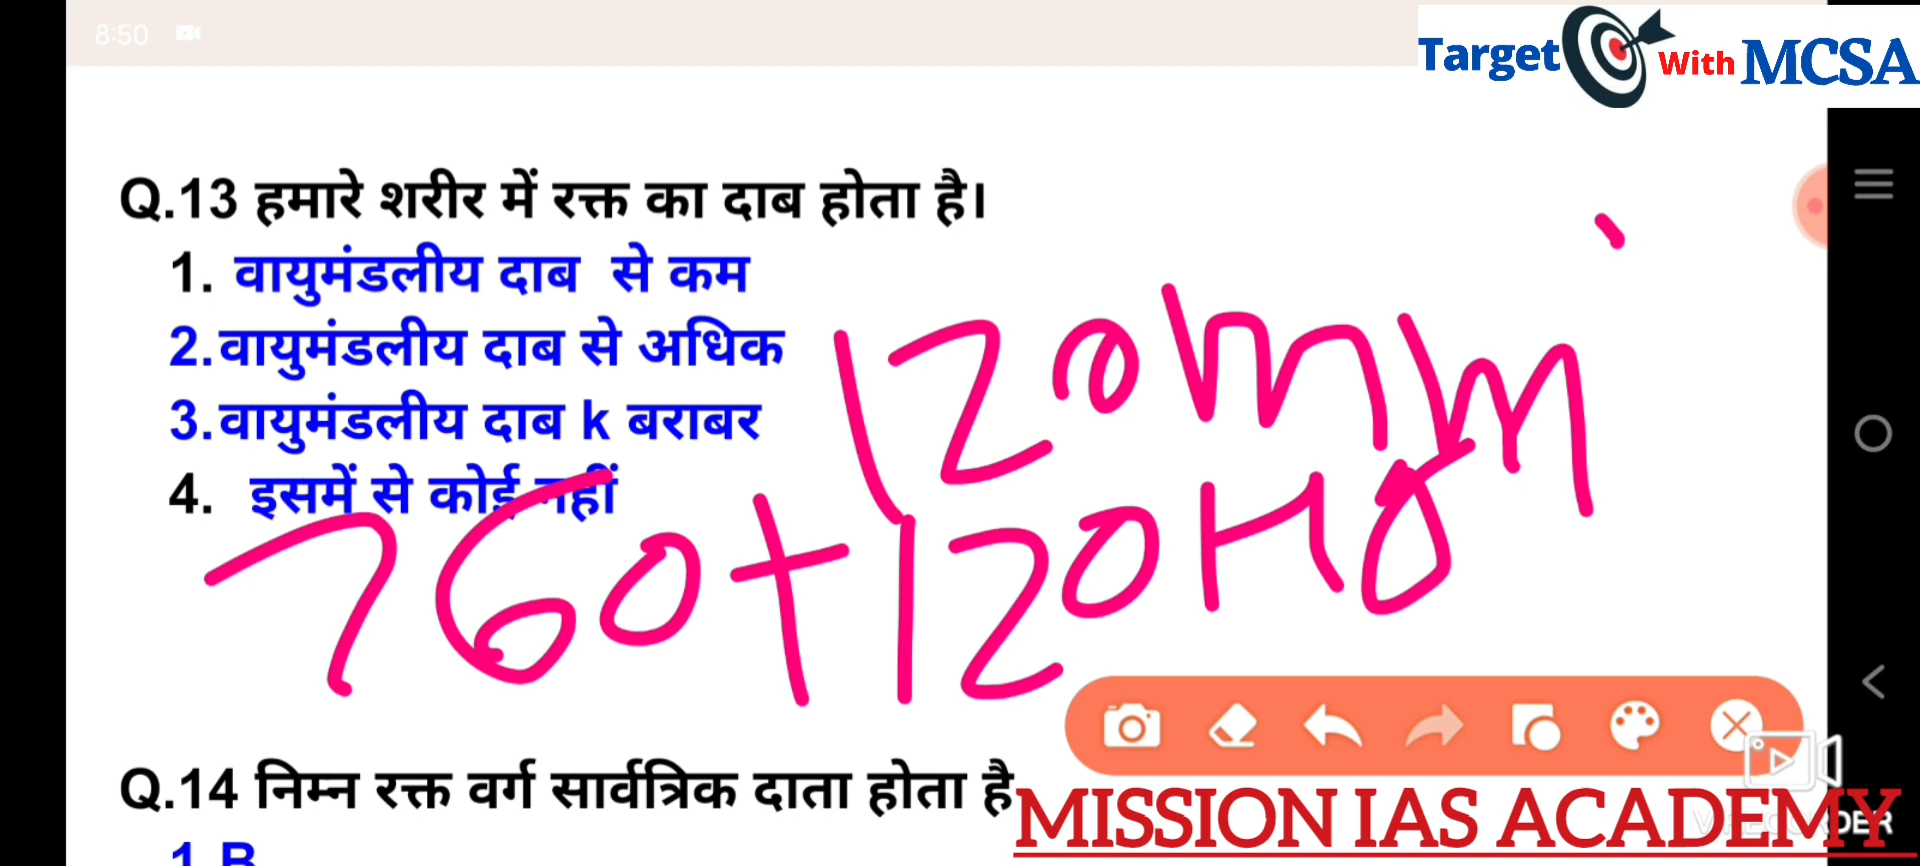 8:50
Target With MCSA
Q.13 हमारे शरीर में रक्त का दाब होता है।
1. वायुमंडलीय दाब से कम
2.वायुमंडलीय दाब से अधिक
3.वायुमंडलीय दाब k बराबर
4. इसमें से कोई नहीं
120mm
760+120Hg
Q.14 निम्न रक्त वर्ग सार्वत्रिक दाता होता है
1 B
MISSION IAS ACADEMY